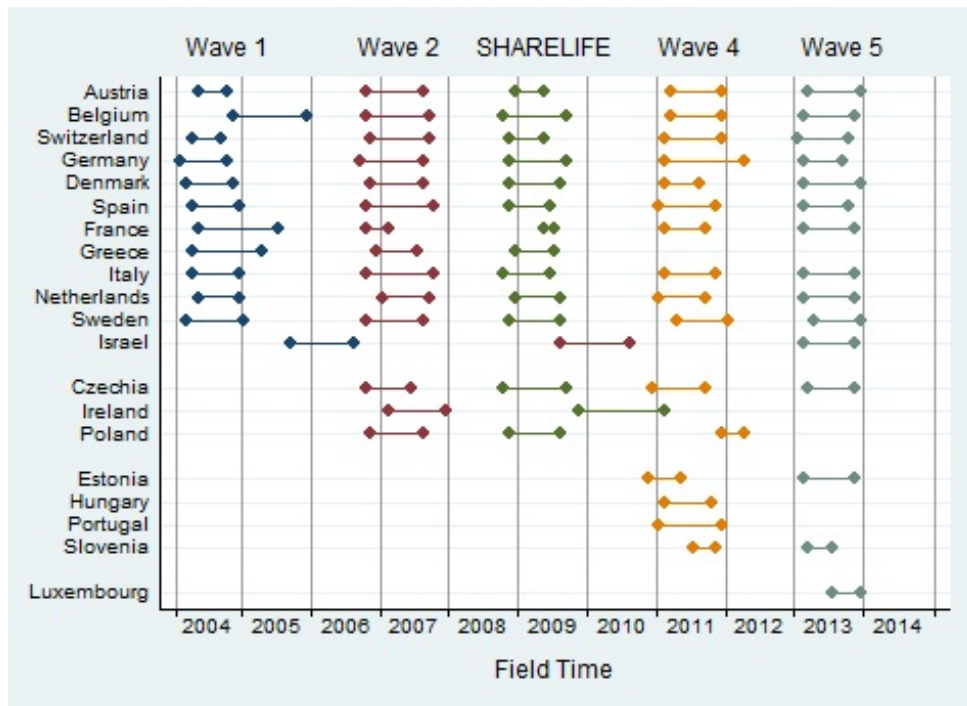 Wave 1 Wave 2 SHARELIFE Wave 4 Wave 5
Austria
Belgium
Switzerland
Germany
Denmark
Spain
France
Greece
Italy
Netherlands
Sweden
Israel
Czechia
Ireland
Poland
Estonia
Hungary
Portugal
Slovenia
Luxembourg
2004 2005 2006 2007 2008 2009 2010 2011 2012 2013 2014
Field Time